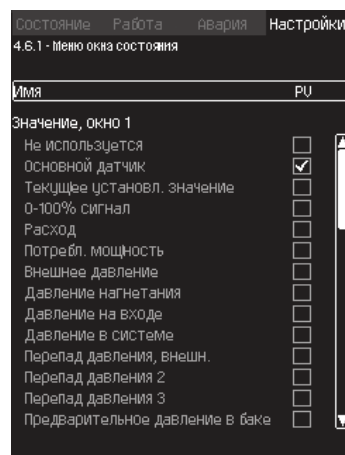 Состояние Работа Авария Настройки
4.6.1 - Меню окна состояния
Имя PV
Значение, окно 1
Не используется
Основной датчик
Текущее установл. значение
0-100% сигнал
Расход
Потребл. мощность
Внешнее давление
Давление нагнетания
Давление на входе
Давление в системе
Перепад давления, внешн.
Перепад давления 2
Перепад давления 3
Предварительное давление в баке